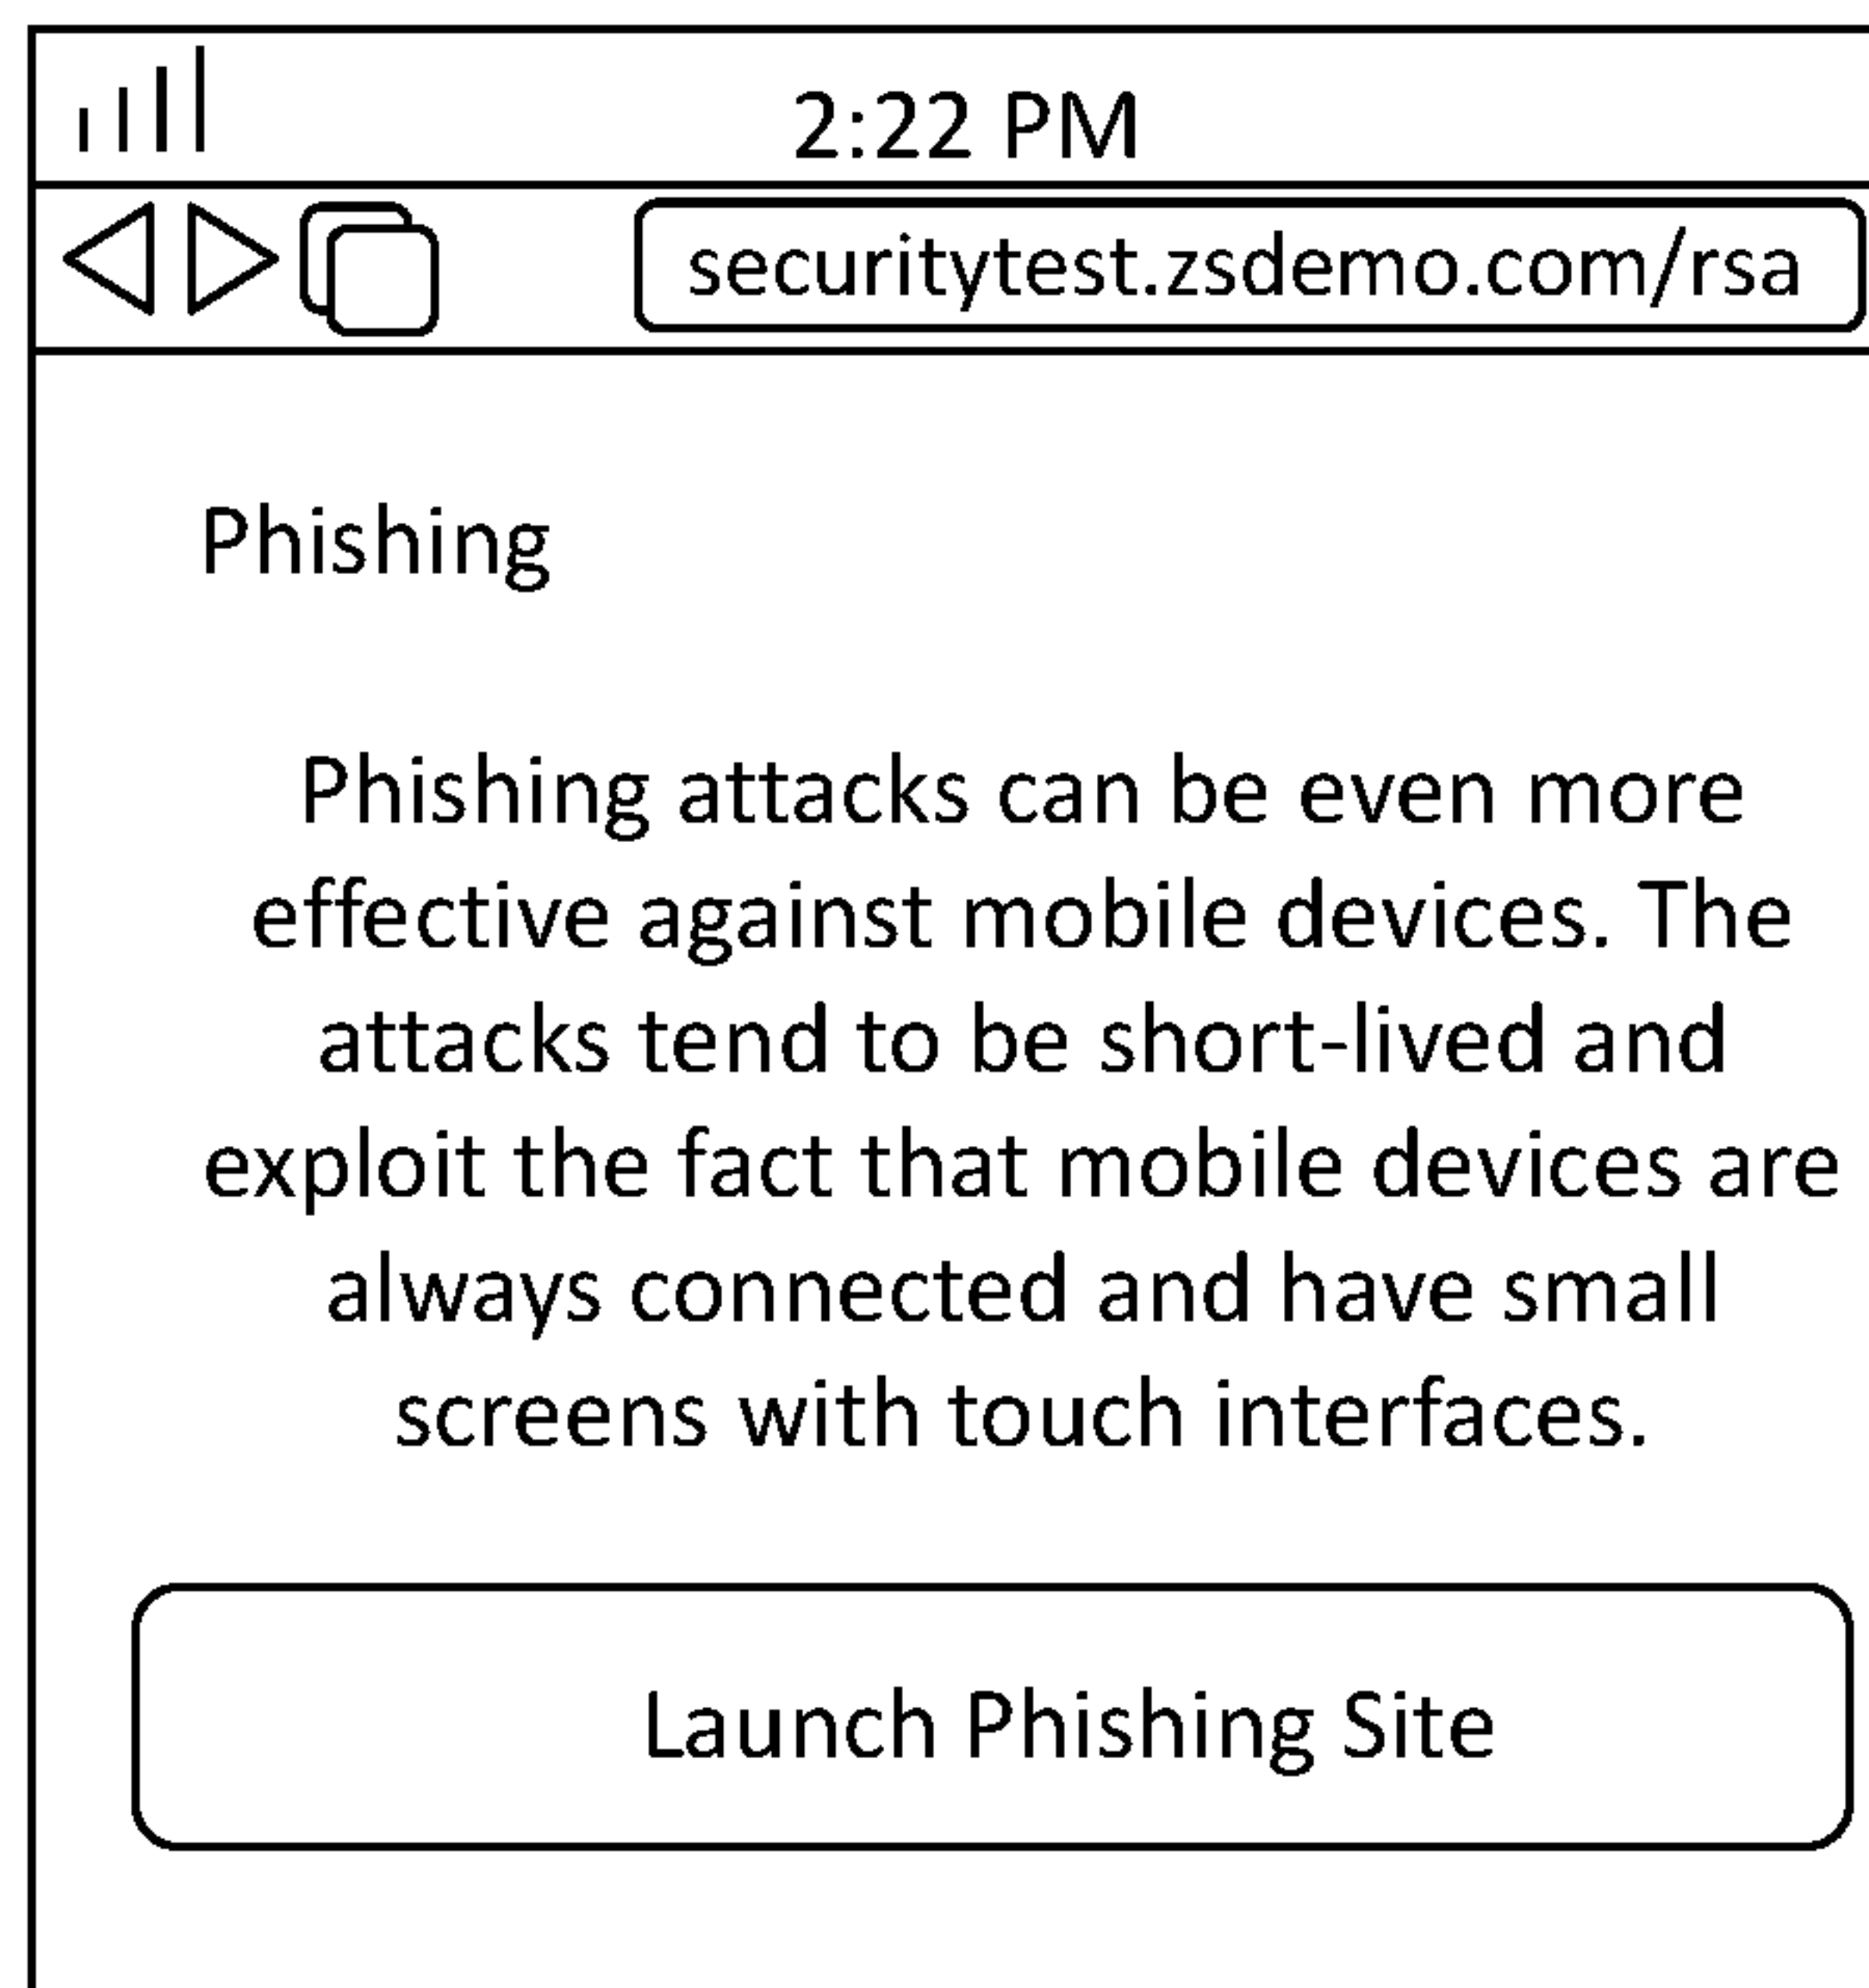 2:22 PM
securitytest.zsdemo.com/rsa
Phishing
Phishing attacks can be even more
effective against mobile devices. The
attacks tend to be short-lived and
exploit the fact that mobile devices are
always connected and have small
screens with touch interfaces.
Launch Phishing Site